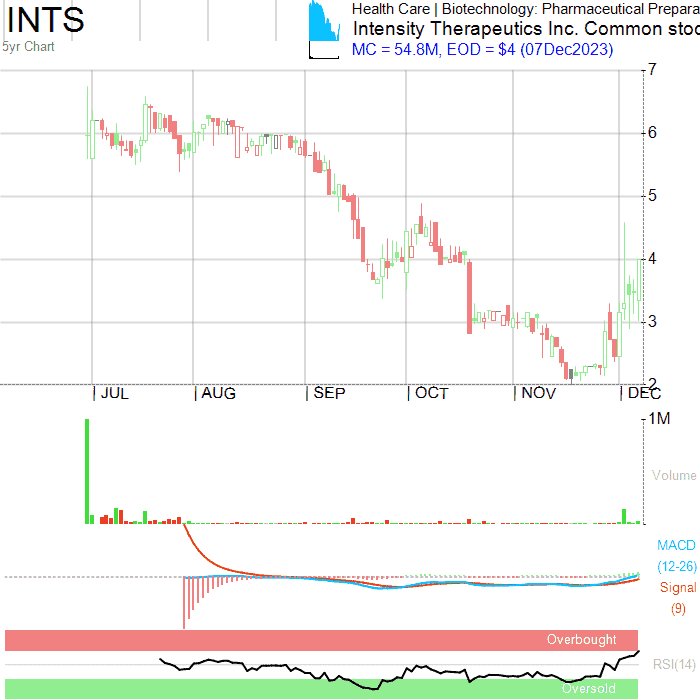 INTS
5yr Chart
Health Care | Biotechnology: Pharmaceutical Prepara
Intensity Therapeutics Inc. Common stoc
MC = 54.8M, EOD = $4 (07Dec2023)
7
6
5
4
3
2
JUL AUG SEP OCT NOV DEC
1M
Volume
MACD
(12-26)
Signal
(9)
Overbought
RSI(14)
Oversold